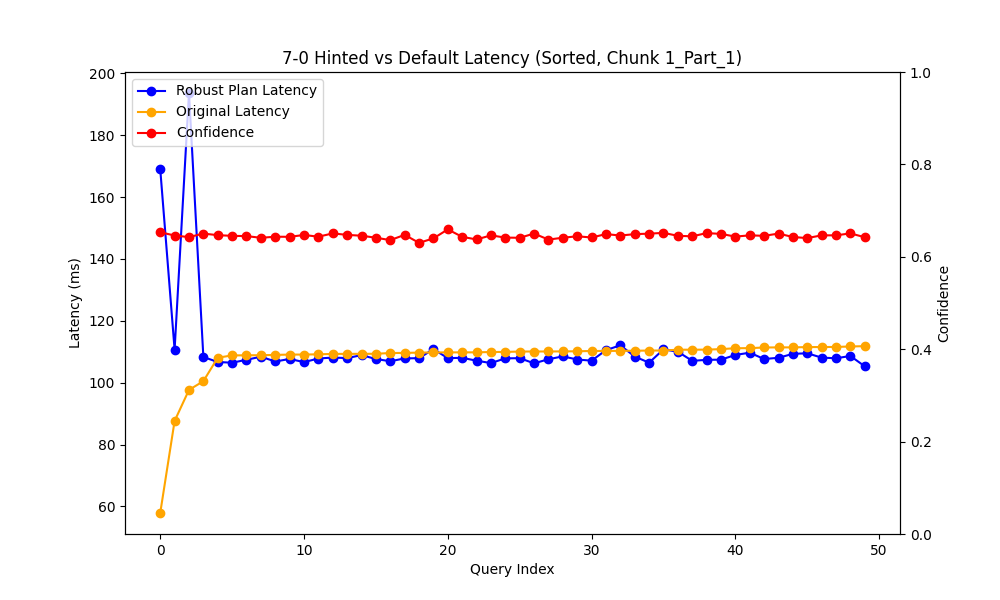 7-0 Hinted vs Default Latency (Sorted, Chunk 1_Part_1)
Robust Plan Latency
Original Latency
Confidence
200
180
160
140
120
100
80
60
Latency (ms)
1.0
0.8
0.6
0.4
0.2
0.0
Confidence
0 10 20 30 40 50
Query Index